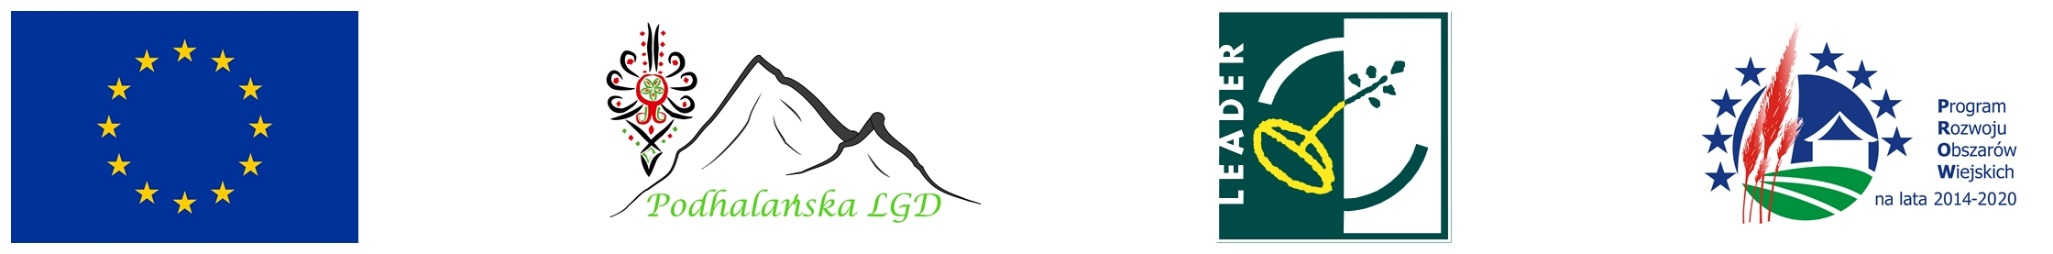 Podhalańska LGD
LEADER
Program
Rozwoju
Obszarów
Wiejskich
na lata 2014-2020